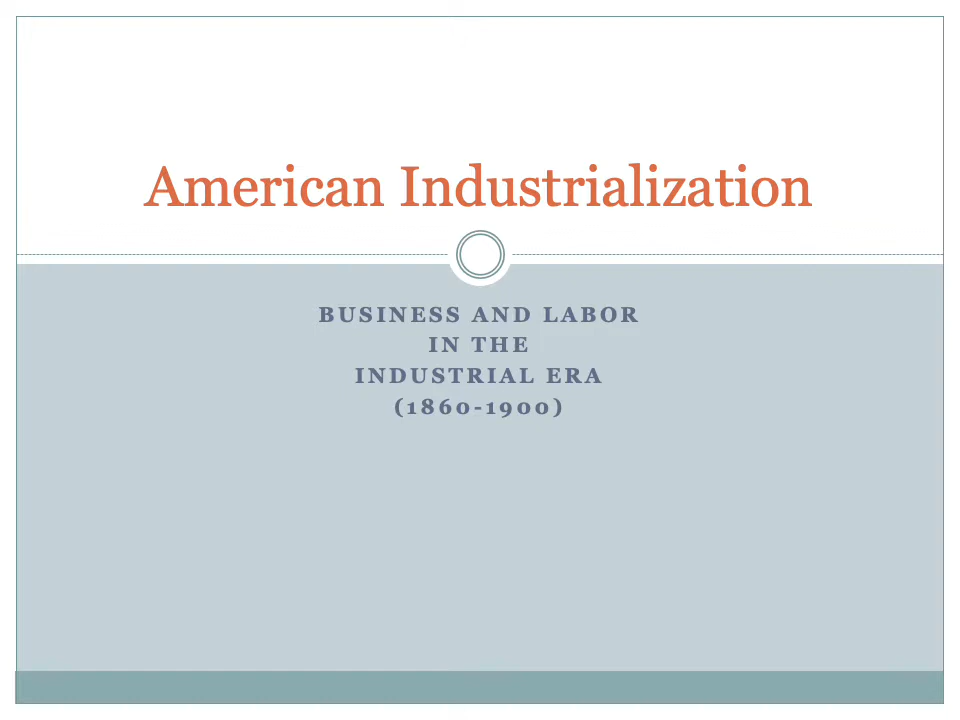 American Industrialization
BUSINESS AND LABOR
IN THE
INDUSTRIAL ERA
(1860-1900)